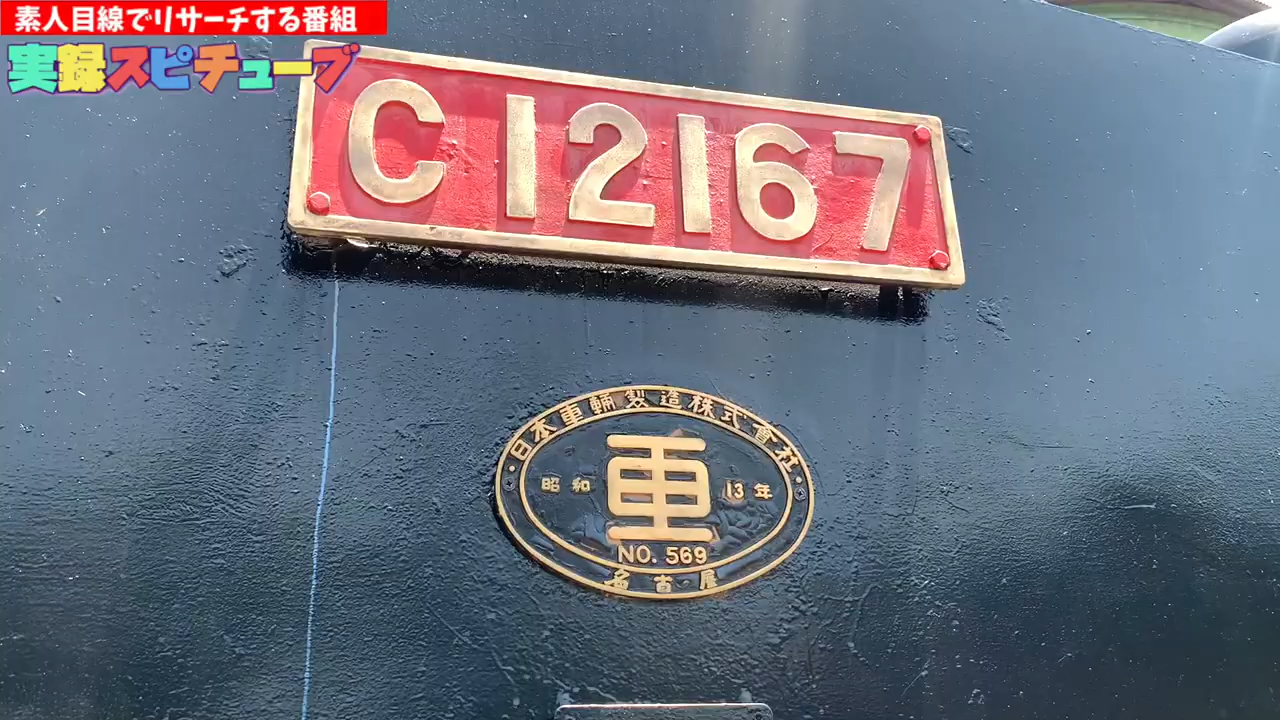 素人目線でリサーチする番組
実録スピチューブ
C12167
日本車輛製造株式會社
昭和 車 13年
NO. 569
名古屋